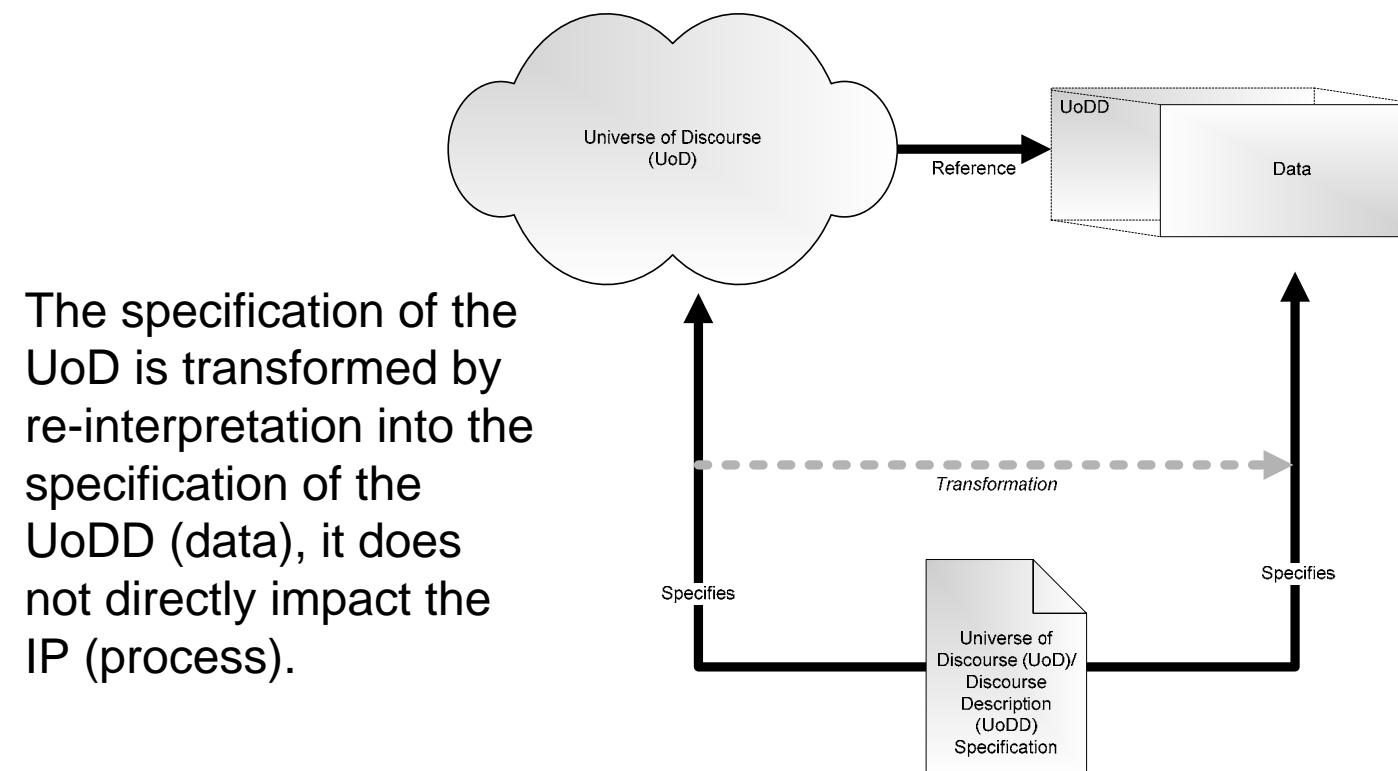 Universe of Discourse
(UoD)
Reference
UoDD
Data
The specification of the
UoD is transformed by
re-interpretation into the
specification of the
UoDD (data), it does
not directly impact the
IP (process).
Transformation
Specifies
Specifies
Universe of
Discourse (UoD)/
Discourse
Description
(UoDD)
Specification